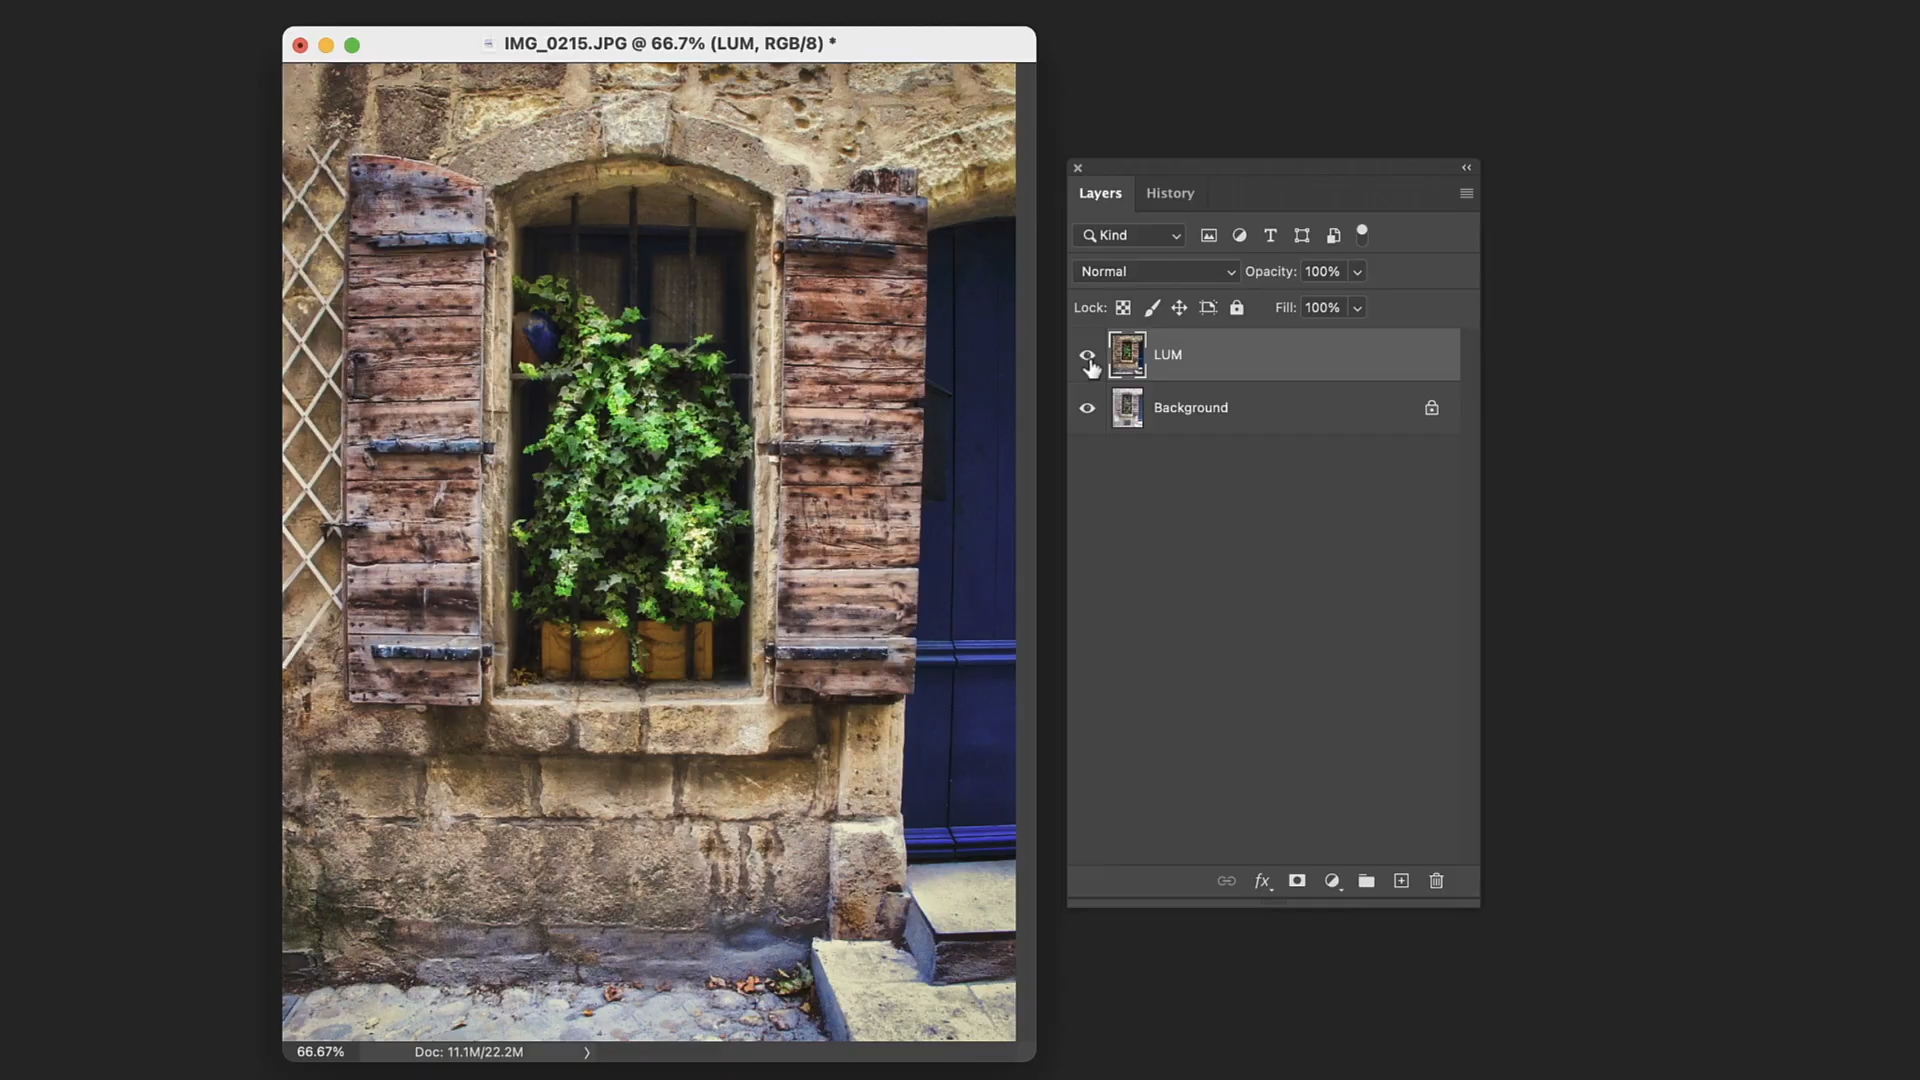 IMG_0215.JPG @ 66.7% (LUM, RGB/8) *
Layers History
Kind
Normal Opacity: 100%
Lock: Fill: 100%
LUM
Background
fx
66.67% Doc: 11.1M/22.2M